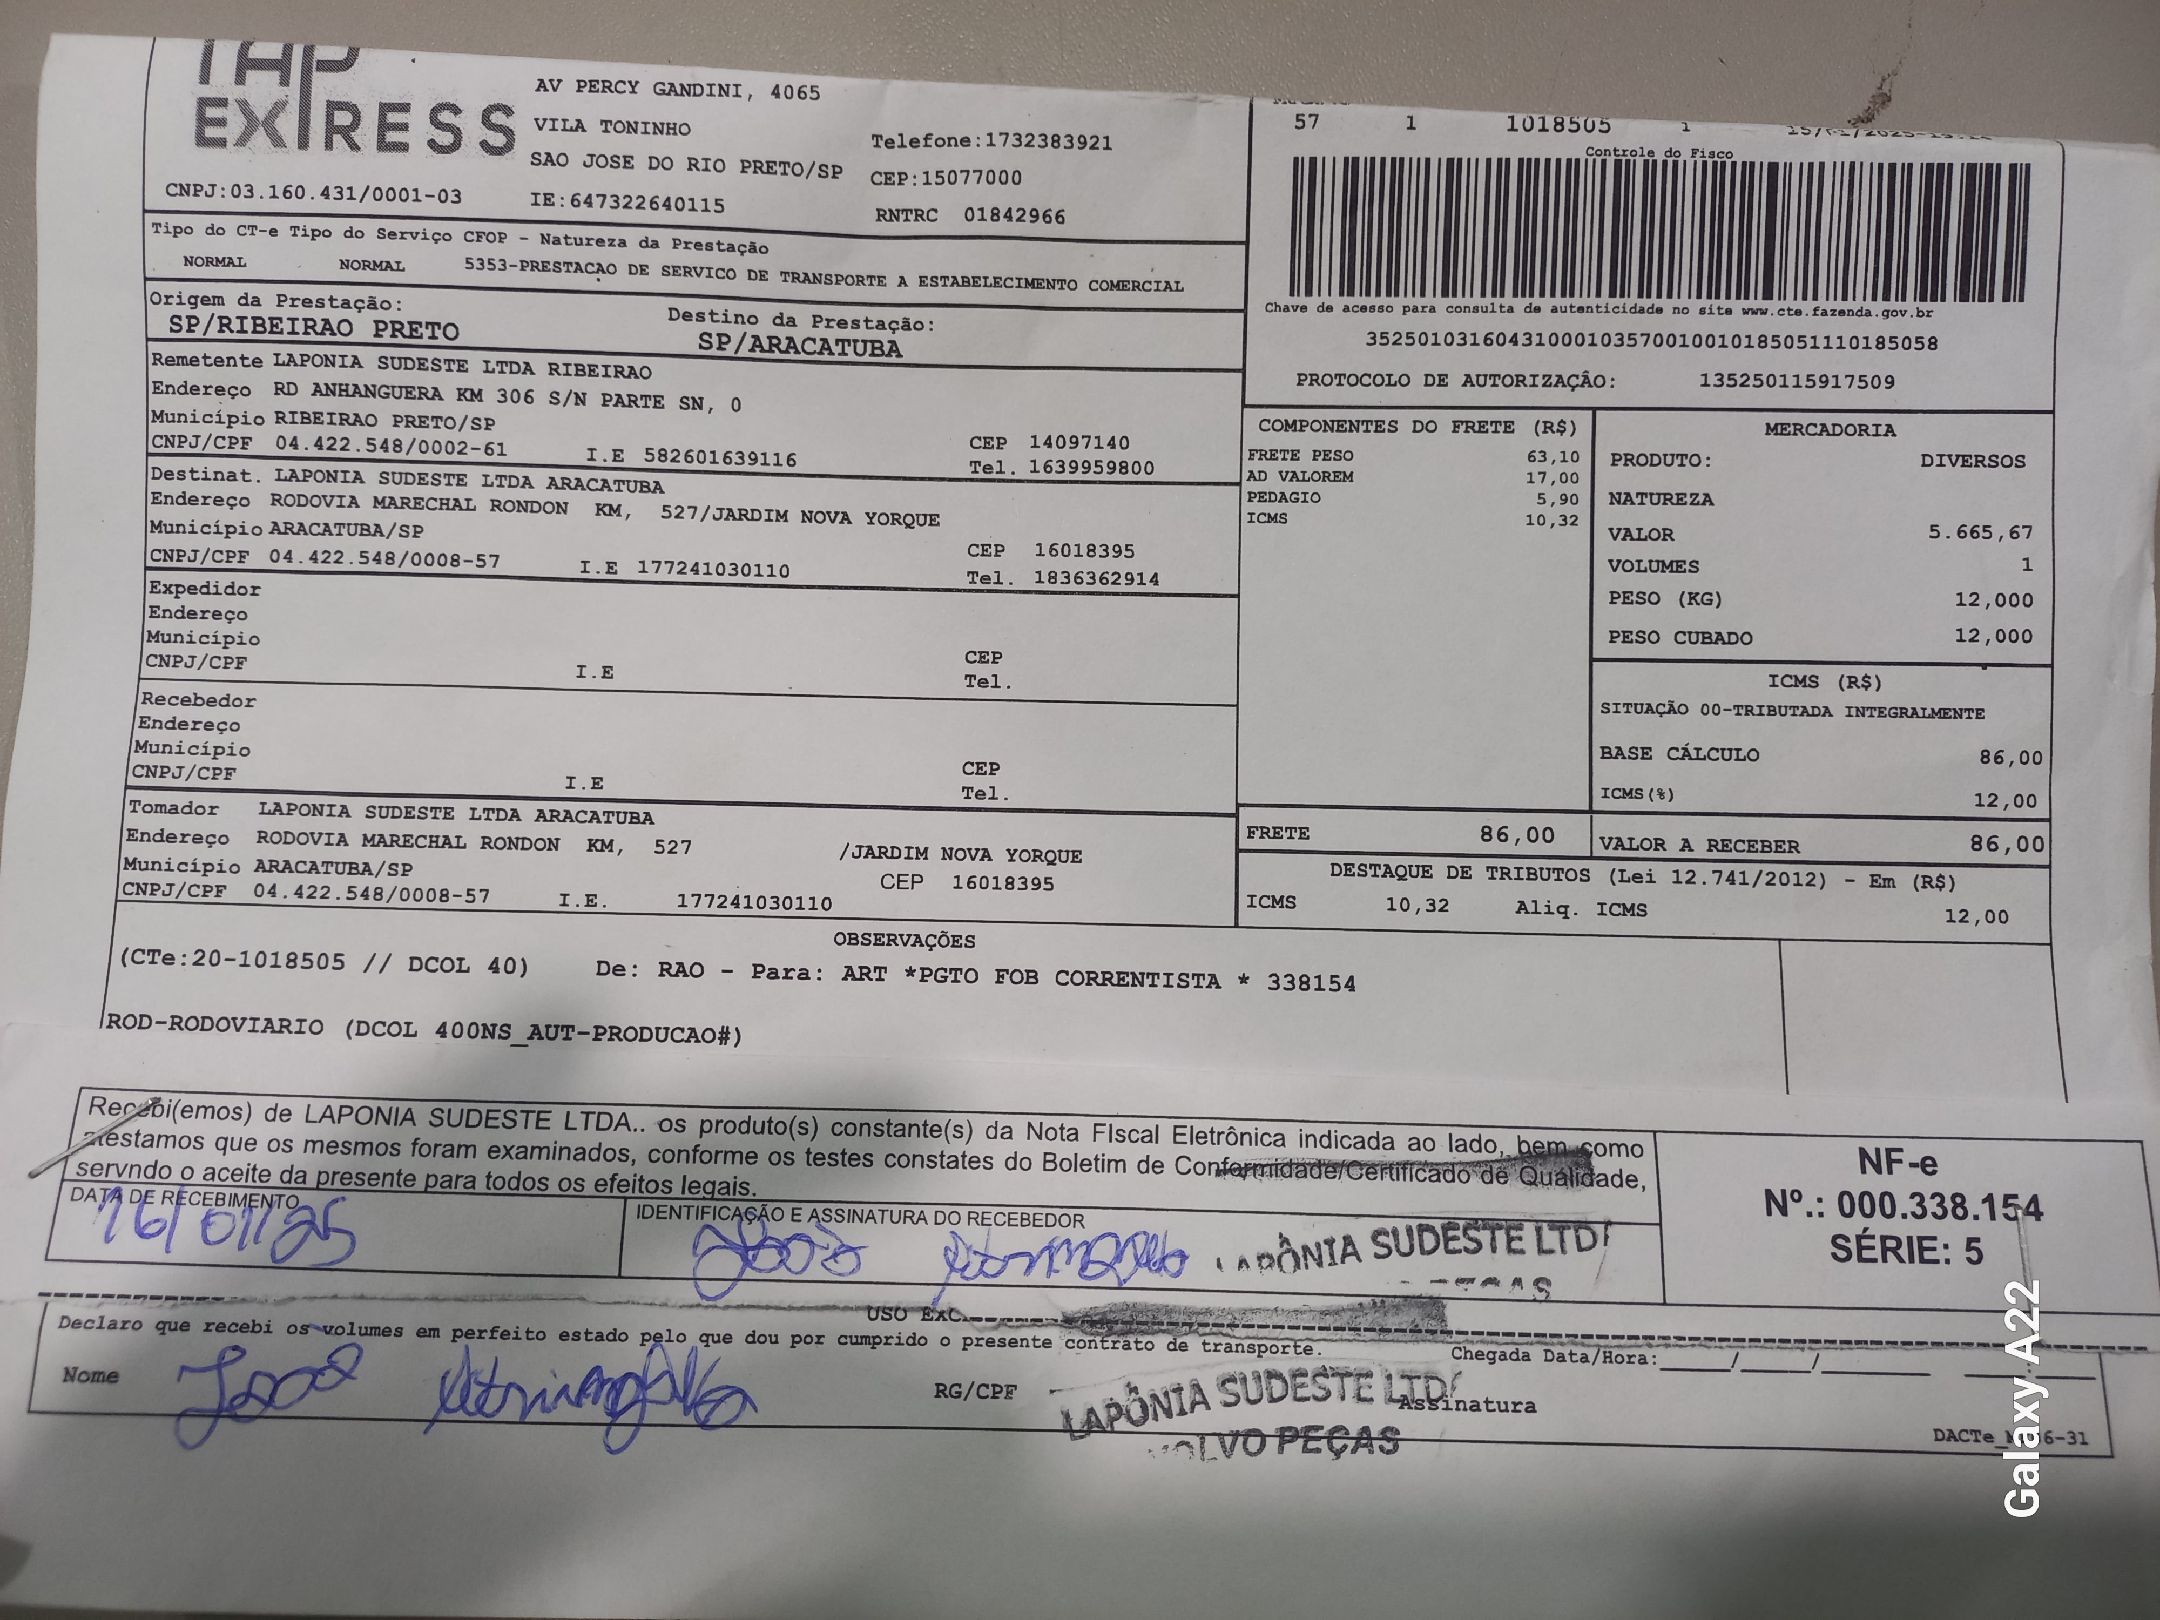 TAP
EXPRESS
AV PERCY GANDINI, 4065
VILA TONINHO
SAO JOSE DO RIO PRETO/SP
Telefone:1732383921
CEP:15077000
CNPJ:03.160.431/0001-03
IE:647322640115
RNTRC 01842966
57 1 1018505 1
Controle do Fisco
Chave de acesso para consulta de autenticidade no site www.cte.fazenda.gov.br
35250103160431000103570010010185051110185058
PROTOCOLO DE AUTORIZAÇÃO: 135250115917509
Tipo do CT-e Tipo do Serviço CFOP - Natureza da Prestação
NORMAL NORMAL 5353-PRESTACAO DE SERVICO DE TRANSPORTE A ESTABELECIMENTO COMERCIAL
Origem da Prestação:
SP/RIBEIRAO PRETO
Destino da Prestação:
SP/ARACATUBA
Remetente LAPONIA SUDESTE LTDA RIBEIRAO
Endereço RD ANHANGUERA KM 306 S/N PARTE SN, 0
Município RIBEIRAO PRETO/SP
CEP 14097140
CNPJ/CPF 04.422.548/0002-61 I.E 582601639116
Tel. 1639959800
Destinat. LAPONIA SUDESTE LTDA ARACATUBA
Endereço RODOVIA MARECHAL RONDON KM, 527/JARDIM NOVA YORQUE
Município ARACATUBA/SP
CEP 16018395
CNPJ/CPF 04.422.548/0008-57 I.E 177241030110
Tel. 1836362914
Expedidor
Endereço
Município
CEP
CNPJ/CPF I.E
Tel.
Recebedor
Endereço
Município
CEP
CNPJ/CPF I.E
Tel.
Tomador LAPONIA SUDESTE LTDA ARACATUBA
Endereço RODOVIA MARECHAL RONDON KM, 527 /JARDIM NOVA YORQUE
Município ARACATUBA/SP CEP 16018395
CNPJ/CPF 04.422.548/0008-57 I.E. 177241030110
COMPONENTES DO FRETE (R$)
FRETE PESO 63,10
AD VALOREM 17,00
PEDAGIO 5,90
ICMS 10,32
MERCADORIA
PRODUTO: DIVERSOS
NATUREZA
VALOR 5.665,67
VOLUMES 1
PESO (KG) 12,000
PESO CUBADO 12,000
ICMS (R$)
SITUAÇÃO 00-TRIBUTADA INTEGRALMENTE
BASE CÁLCULO 86,00
ICMS(%) 12,00
FRETE 86,00
VALOR A RECEBER 86,00
DESTAQUE DE TRIBUTOS (Lei 12.741/2012) - Em (R$)
ICMS 10,32 Aliq. ICMS 12,00
OBSERVAÇÕES
(CTe:20-1018505 // DCOL 40) De: RAO - Para: ART *PGTO FOB CORRENTISTA * 338154
ROD-RODOVIARIO (DCOL 400NS_AUT-PRODUCAO#)
Recebi(emos) de LAPONIA SUDESTE LTDA.. os produto(s) constante(s) da Nota FIscal Eletrônica indicada ao lado, bem como
atestamos que os mesmos foram examinados, conforme os testes constates do Boletim de Conformidade/Certificado de Qualidade,
servndo o aceite da presente para todos os efeitos legais.
DATA DE RECEBIMENTO
16/01/25
IDENTIFICAÇÃO E ASSINATURA DO RECEBEDOR
João
LAPÔNIA SUDESTE LTD
NF-e
Nº.: 000.338.154
SÉRIE: 5
USO EXC
Declaro que recebi os volumes em perfeito estado pelo que dou por cumprido o presente contrato de transporte.
Chegada Data/Hora:_____/_____/_______ ________
Nome João
RG/CPF
LAPÔNIA SUDESTE LTD
VOLVO PEÇAS
Assinatura
Galaxy A22